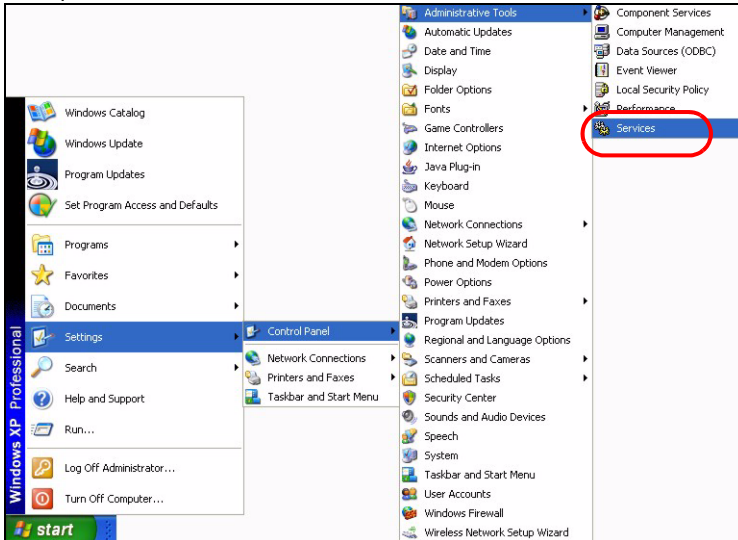 Windows Catalog
Windows Update
Program Updates
Set Program Access and Defaults
Programs
Favorites
Documents
Settings
Search
Help and Support
Run...
Log Off Administrator...
Turn Off Computer...
Windows XP Professional
start
Control Panel
Network Connections
Printers and Faxes
Taskbar and Start Menu
Administrative Tools
Automatic Updates
Date and Time
Display
Folder Options
Fonts
Game Controllers
Internet Options
Java Plug-in
Keyboard
Mouse
Network Connections
Network Setup Wizard
Phone and Modem Options
Power Options
Printers and Faxes
Program Updates
Regional and Language Options
Scanners and Cameras
Scheduled Tasks
Security Center
Sounds and Audio Devices
Speech
System
Taskbar and Start Menu
User Accounts
Windows Firewall
Wireless Network Setup Wizard
Component Services
Computer Management
Data Sources (ODBC)
Event Viewer
Local Security Policy
Performance
Services